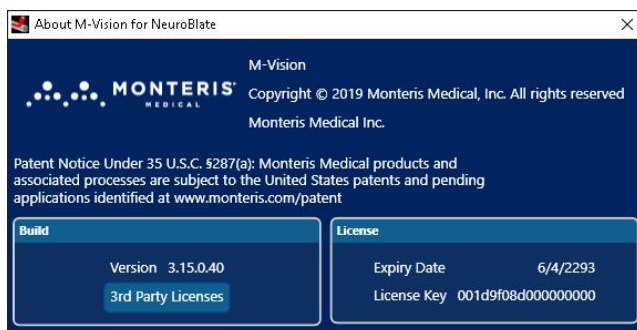 About M-Vision for NeuroBlate
MONTERIS
MEDICAL
M-Vision
Copyright © 2019 Monteris Medical, Inc. All rights reserved
Monteris Medical Inc.
Patent Notice Under 35 U.S.C. §287(a): Monteris Medical products and
associated processes are subject to the United States patents and pending
applications identified at www.monteris.com/patent
Build
Version 3.15.0.40
3rd Party Licenses
License
Expiry Date 6/4/2293
License Key 001d9f08d000000000